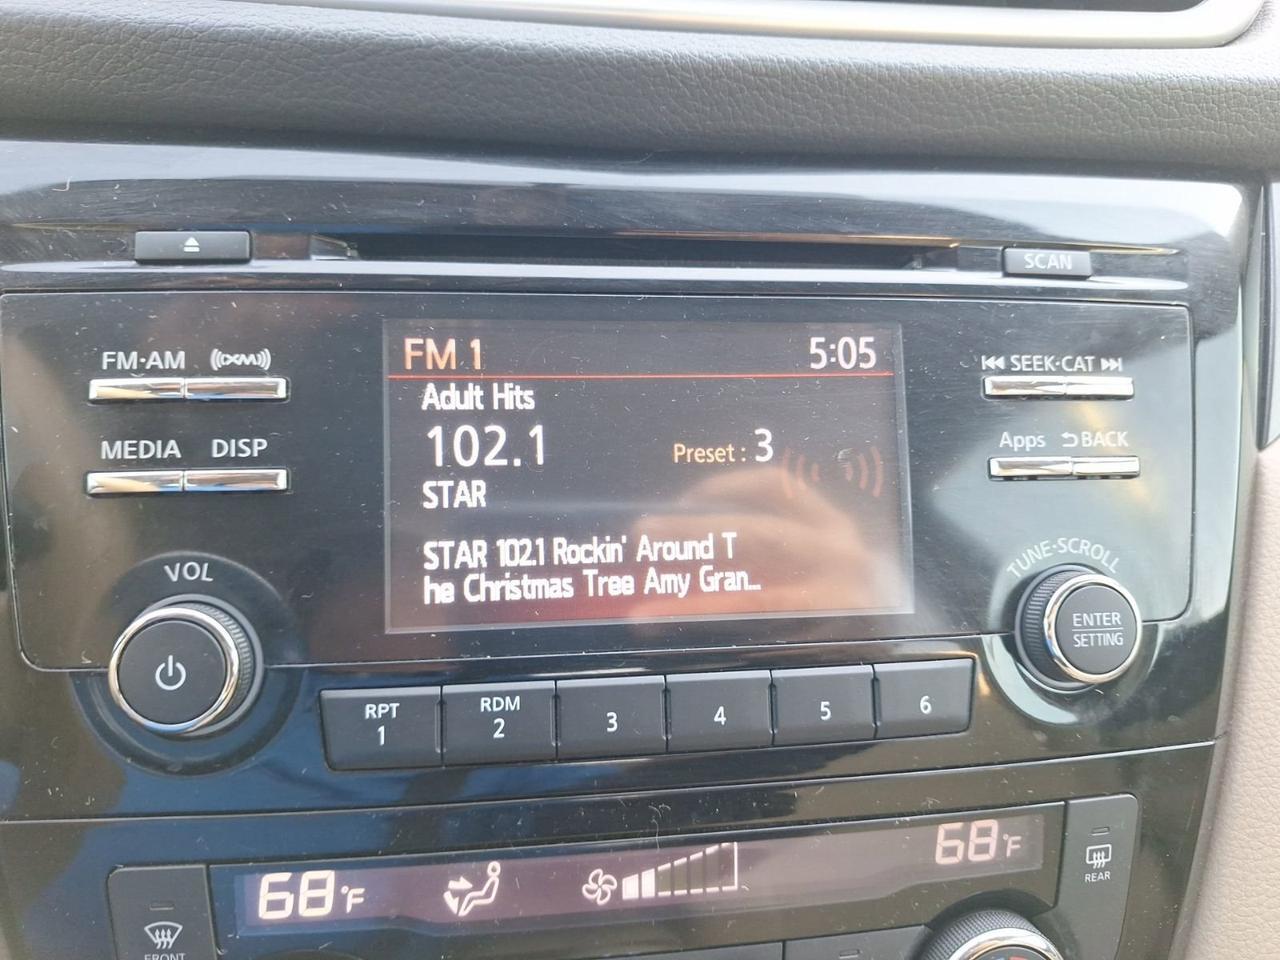 SCAN
FM·AM XM
SEEK·CAT
MEDIA DISP
Apps BACK
FM 1 5:05
Adult Hits
102.1 Preset : 3
STAR
STAR 102.1 Rockin' Around T
he Christmas Tree Amy Gran...
VOL
TUNE·SCROLL
ENTER
SETTING
RPT RDM
1 2 3 4 5 6
68°F 68°F
REAR
FRONT